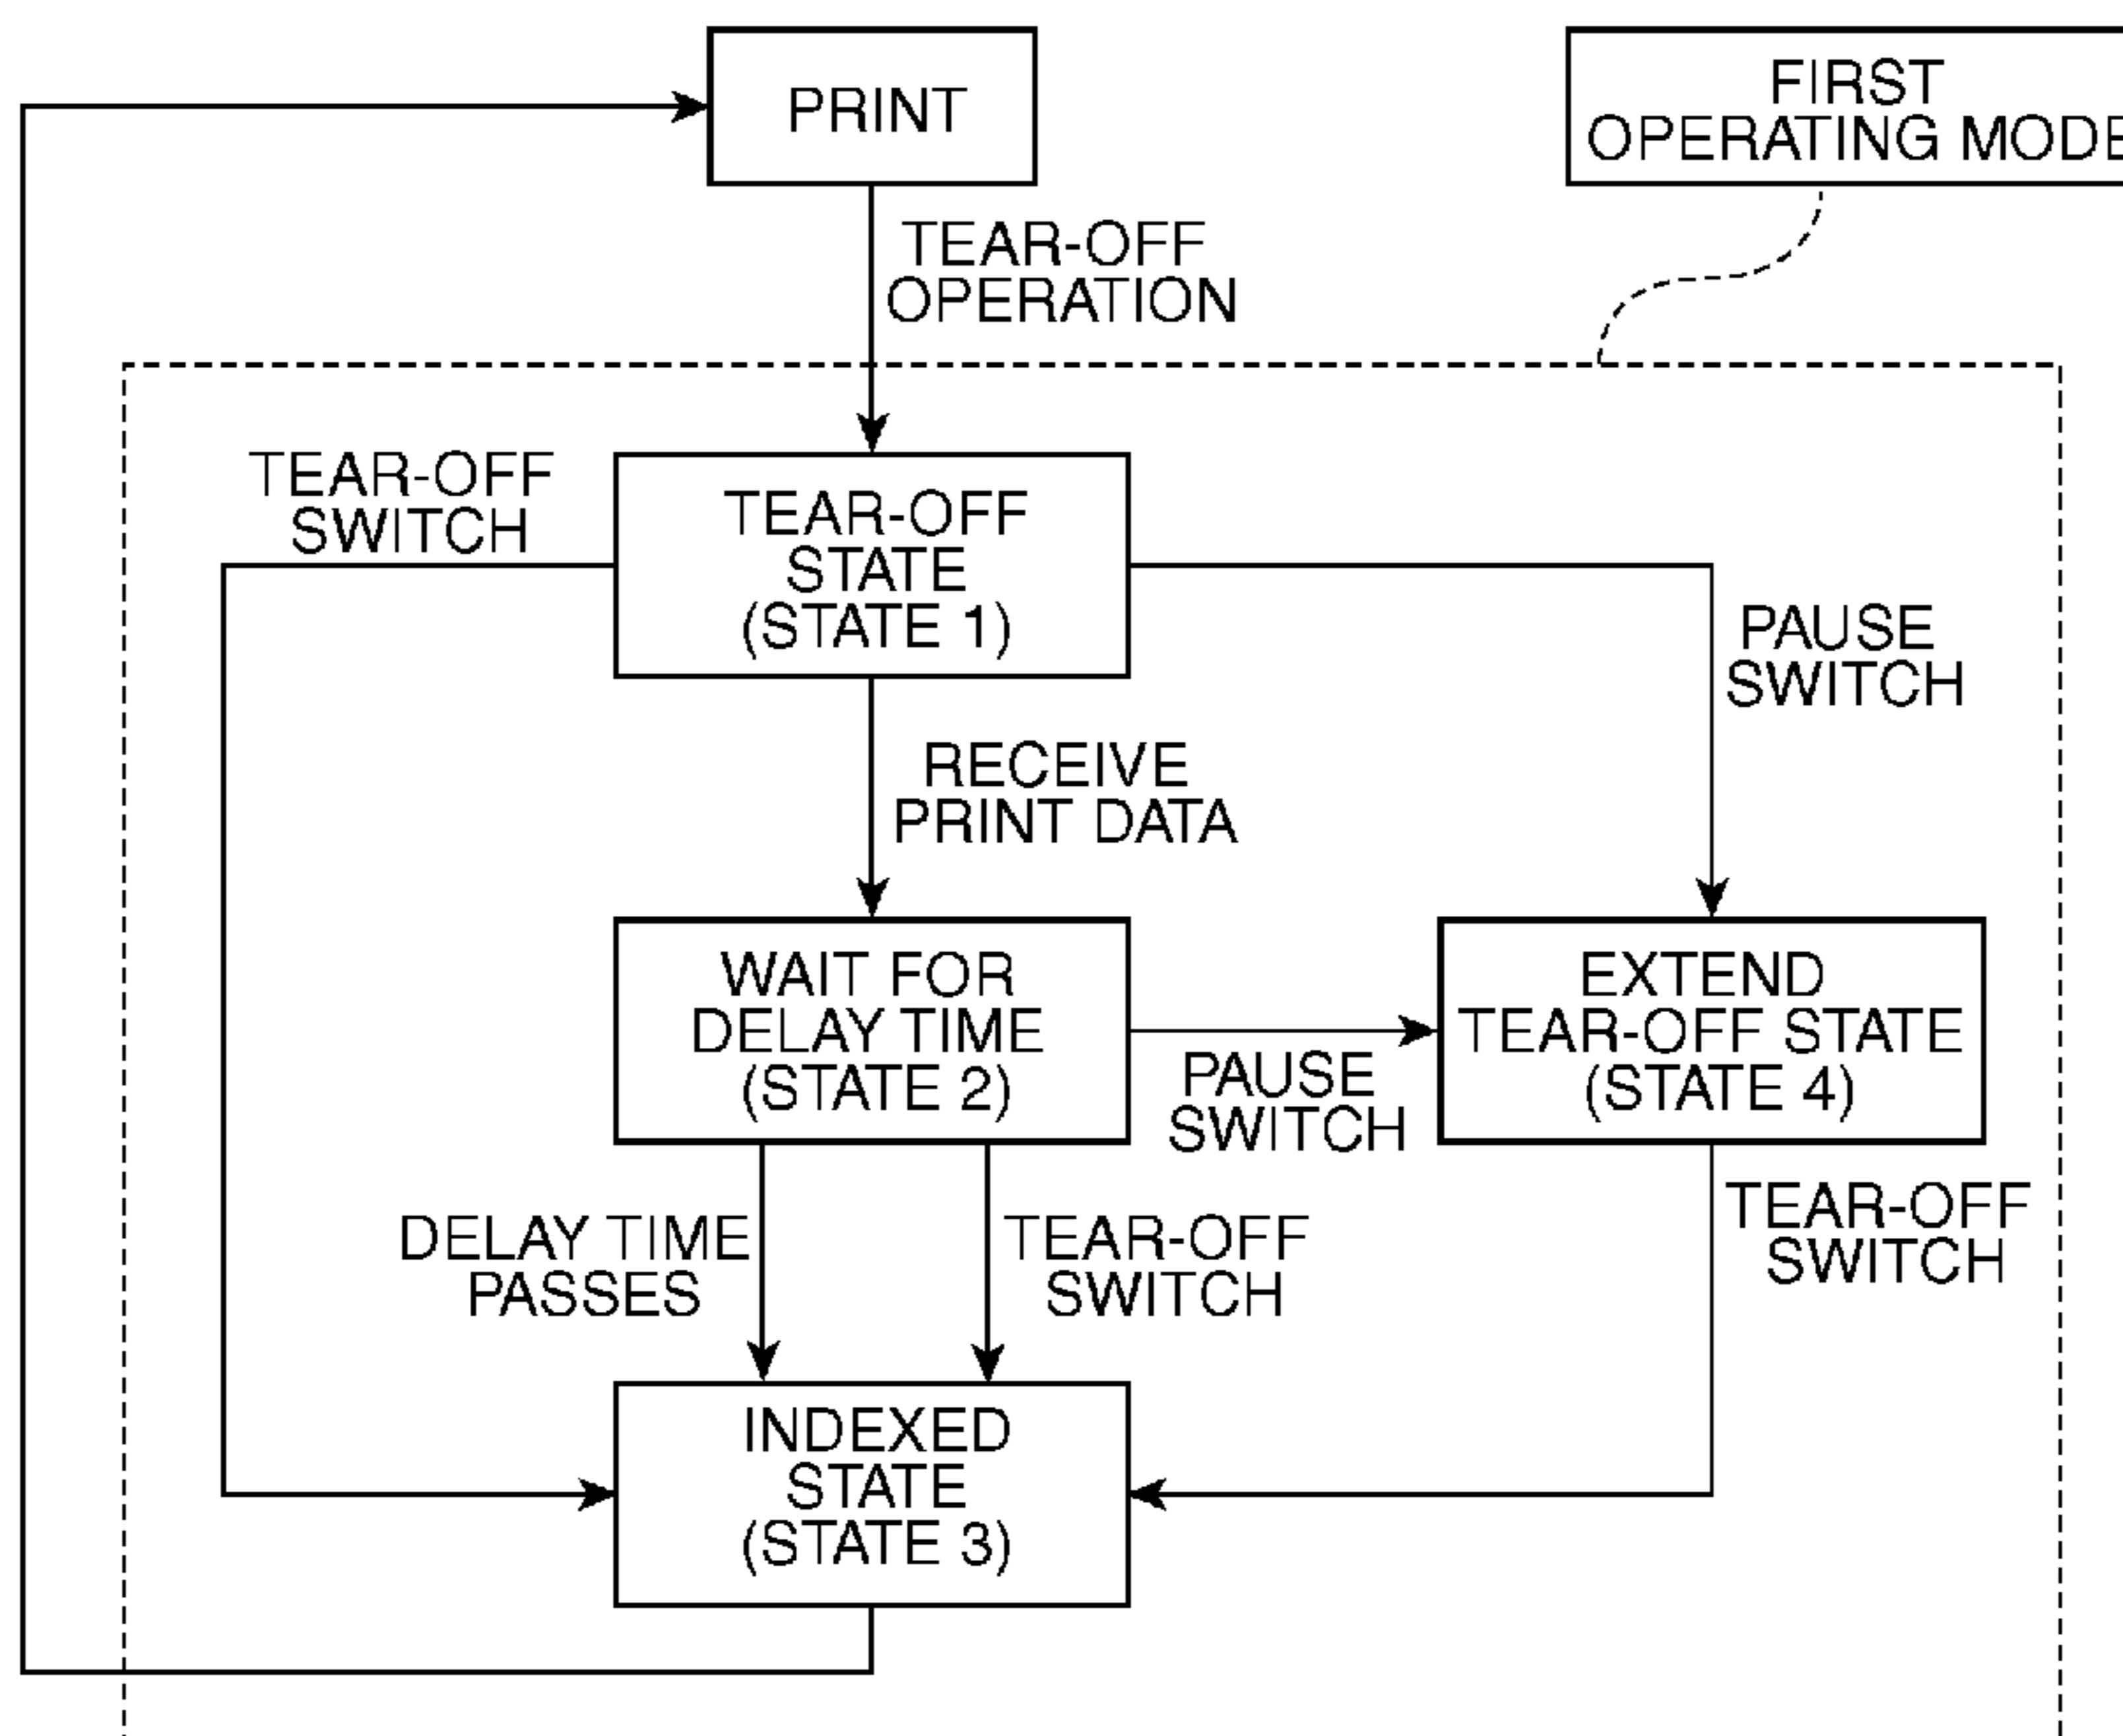 PRINT
FIRST
OPERATING MODE
TEAR-OFF
OPERATION
TEAR-OFF
SWITCH
TEAR-OFF
STATE
(STATE 1)
PAUSE
SWITCH
RECEIVE
PRINT DATA
WAIT FOR
DELAY TIME
(STATE 2)
PAUSE
SWITCH
EXTEND
TEAR-OFF STATE
(STATE 4)
DELAY TIME
PASSES
TEAR-OFF
SWITCH
TEAR-OFF
SWITCH
INDEXED
STATE
(STATE 3)